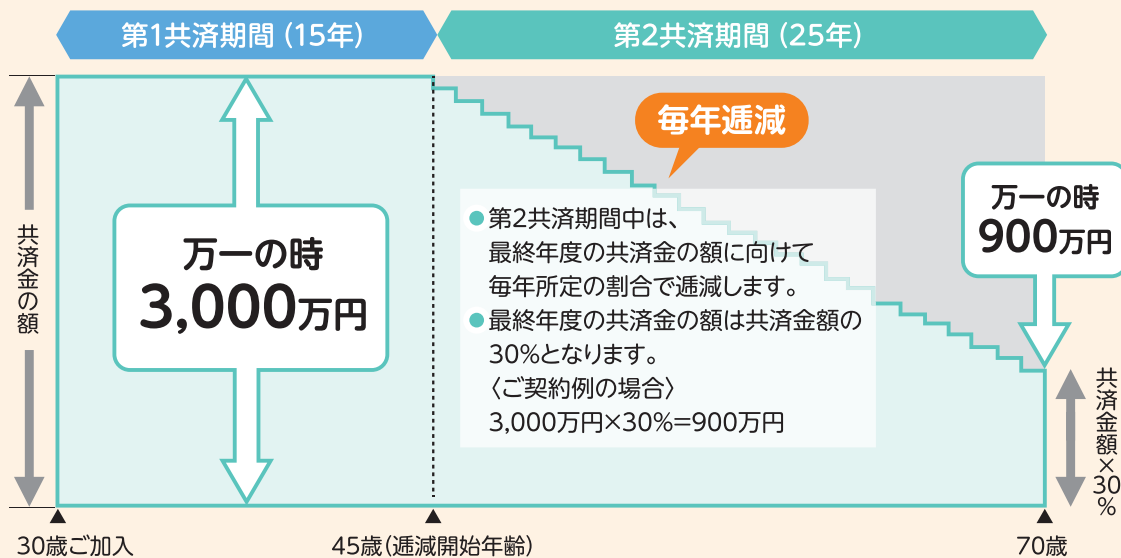 第1共済期間（15年）
第2共済期間（25年）
毎年逓減
万一の時
900万円
共済金の額
万一の時
3,000万円
●第2共済期間中は、
最終年度の共済金の額に向けて
毎年所定の割合で逓減します。
●最終年度の共済金の額は共済金額の
30%となります。
〈ご契約例の場合〉
3,000万円×30%＝900万円
共済金額×30%
30歳ご加入
45歳（逓減開始年齢）
70歳